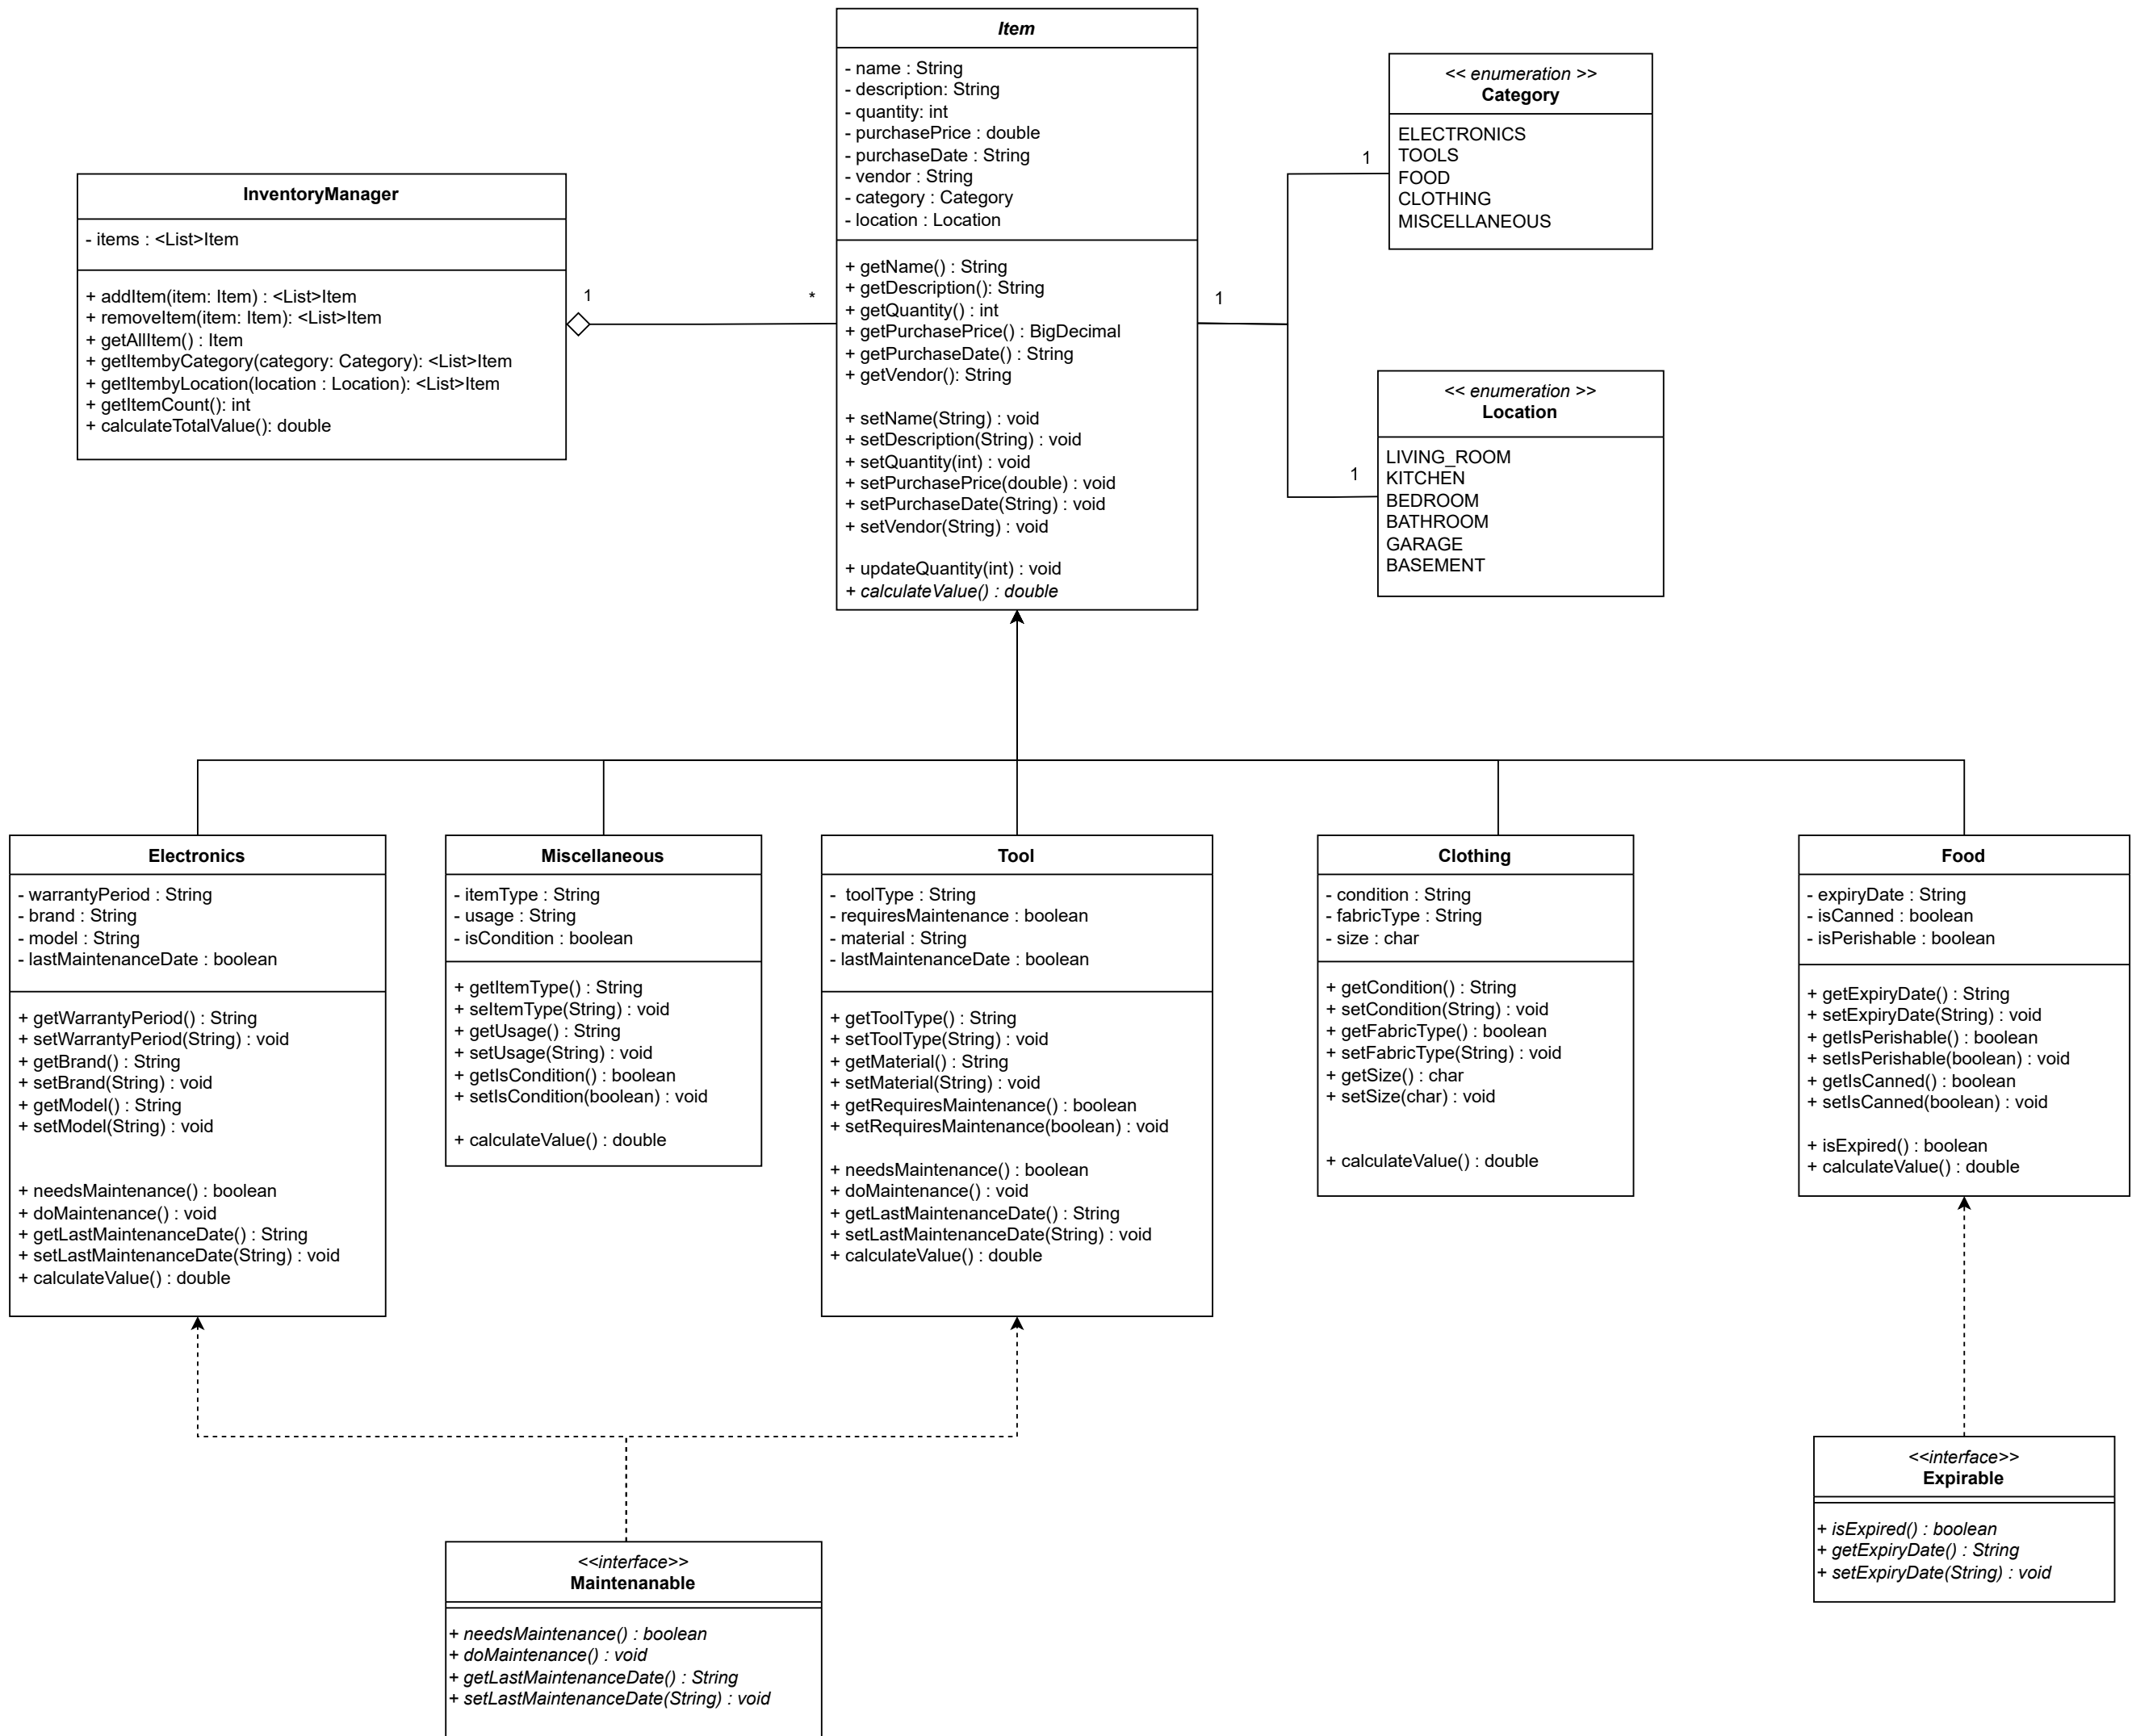 Item
- name : String
- description: String
- quantity: int
- purchasePrice : double
- purchaseDate : String
- vendor : String
- category : Category
- location : Location
+ getName() : String
+ getDescription(): String
+ getQuantity() : int
+ getPurchasePrice() : BigDecimal
+ getPurchaseDate() : String
+ getVendor(): String
+ setName(String) : void
+ setDescription(String) : void
+ setQuantity(int) : void
+ setPurchasePrice(double) : void
+ setPurchaseDate(String) : void
+ setVendor(String) : void
+ updateQuantity(int) : void
+ calculateValue() : double
<< enumeration >>
Category
ELECTRONICS
TOOLS
FOOD
CLOTHING
MISCELLANEOUS
1
InventoryManager
- items : <List>Item
+ addItem(item: Item) : <List>Item
+ removeItem(item: Item): <List>Item
+ getAllItem() : Item
+ getItembyCategory(category: Category): <List>Item
+ getItembyLocation(location : Location): <List>Item
+ getItemCount(): int
+ calculateTotalValue(): double
1
*
1
<< enumeration >>
Location
LIVING_ROOM
KITCHEN
BEDROOM
BATHROOM
GARAGE
BASEMENT
1
Electronics
- warrantyPeriod : String
- brand : String
- model : String
- lastMaintenanceDate : boolean
+ getWarrantyPeriod() : String
+ setWarrantyPeriod(String) : void
+ getBrand() : String
+ setBrand(String) : void
+ getModel() : String
+ setModel(String) : void
+ needsMaintenance() : boolean
+ doMaintenance() : void
+ getLastMaintenanceDate() : String
+ setLastMaintenanceDate(String) : void
+ calculateValue() : double
Miscellaneous
- itemType : String
- usage : String
- isCondition : boolean
+ getItemType() : String
+ seItemType(String) : void
+ getUsage() : String
+ setUsage(String) : void
+ getIsCondition() : boolean
+ setIsCondition(boolean) : void
+ calculateValue() : double
Tool
- toolType : String
- requiresMaintenance : boolean
- material : String
- lastMaintenanceDate : boolean
+ getToolType() : String
+ setToolType(String) : void
+ getMaterial() : String
+ setMaterial(String) : void
+ getRequiresMaintenance() : boolean
+ setRequiresMaintenance(boolean) : void
+ needsMaintenance() : boolean
+ doMaintenance() : void
+ getLastMaintenanceDate() : String
+ setLastMaintenanceDate(String) : void
+ calculateValue() : double
Clothing
- condition : String
- fabricType : String
- size : char
+ getCondition() : String
+ setCondition(String) : void
+ getFabricType() : boolean
+ setFabricType(String) : void
+ getSize() : char
+ setSize(char) : void
+ calculateValue() : double
Food
- expiryDate : String
- isCanned : boolean
- isPerishable : boolean
+ getExpiryDate() : String
+ setExpiryDate(String) : void
+ getIsPerishable() : boolean
+ setIsPerishable(boolean) : void
+ getIsCanned() : boolean
+ setIsCanned(boolean) : void
+ isExpired() : boolean
+ calculateValue() : double
<<interface>>
Maintenanable
+ needsMaintenance() : boolean
+ doMaintenance() : void
+ getLastMaintenanceDate() : String
+ setLastMaintenanceDate(String) : void
<<interface>>
Expirable
+ isExpired() : boolean
+ getExpiryDate() : String
+ setExpiryDate(String) : void